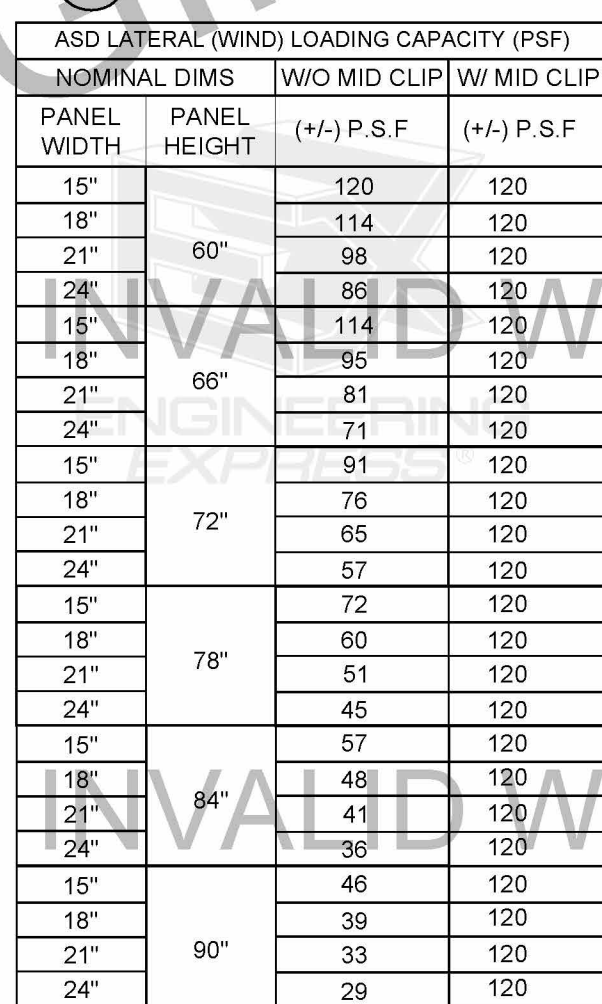 ASD LATERAL (WIND) LOADING CAPACITY (PSF)
NOMINAL DIMS W/O MID CLIP W/ MID CLIP
PANEL WIDTH PANEL HEIGHT (+/-) P.S.F (+/-) P.S.F
15" 60" 120 120
18" 114 120
21" 98 120
24" 86 120
15" 66" 114 120
18" 95 120
21" 81 120
24" 71 120
15" 72" 91 120
18" 76 120
21" 65 120
24" 57 120
15" 78" 72 120
18" 60 120
21" 51 120
24" 45 120
15" 84" 57 120
18" 48 120
21" 41 120
24" 36 120
15" 90" 46 120
18" 39 120
21" 33 120
24" 29 120
INVALID W
ENGINEERING
EXPRESS®
INVALID W